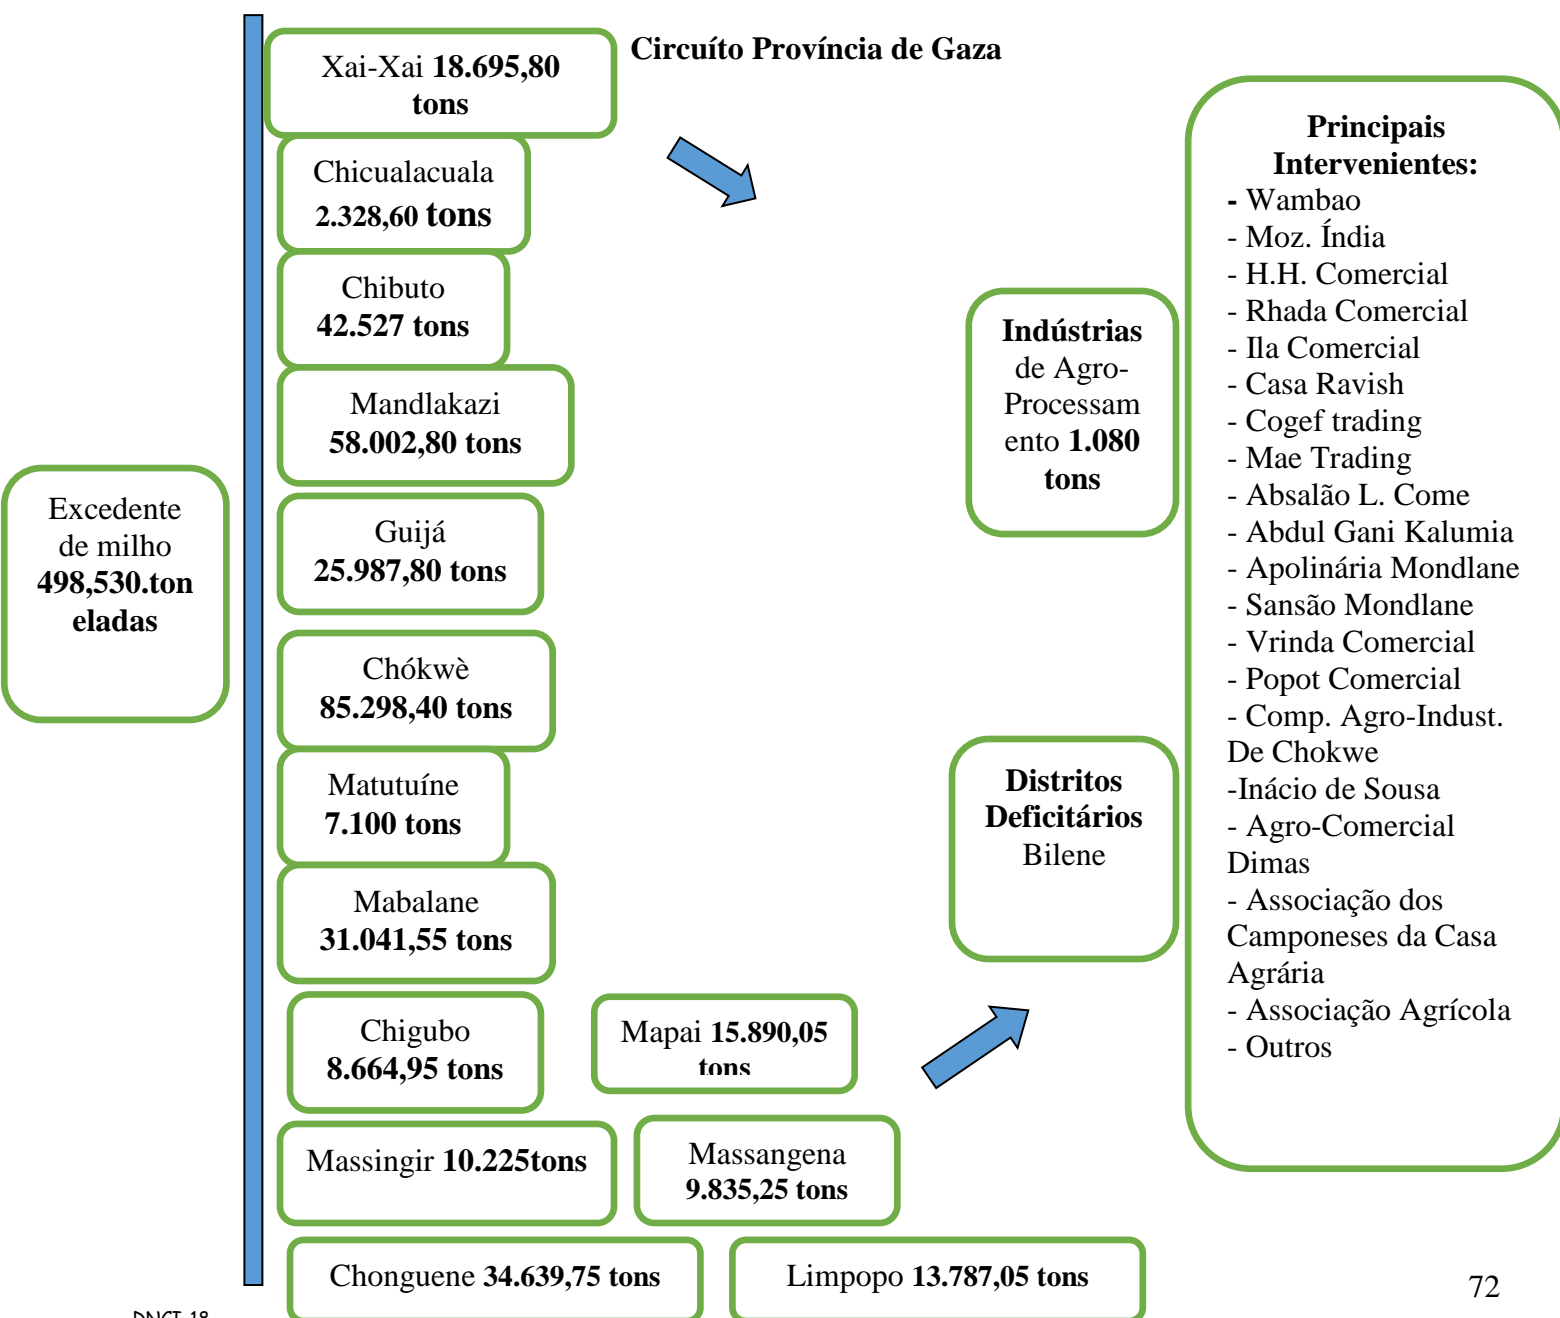 Circuíto Província de Gaza
Xai-Xai 18.695,80
tons
Chicualacuala
2.328,60 tons
Chibuto
42.527 tons
Mandlakazi
58.002,80 tons
Guijá
25.987,80 tons
Chókwè
85.298,40 tons
Matutuíne
7.100 tons
Mabalane
31.041,55 tons
Chigubo
8.664,95 tons
Mapai 15.890,05
tons
Massingir 10.225tons
Massangena
9.835,25 tons
Chonguene 34.639,75 tons
Limpopo 13.787,05 tons
Excedente
de milho
498,530.ton
eladas
Indústrias
de Agro-
Processam
ento 1.080
tons
Distritos
Deficitários
Bilene
Principais
Intervenientes:
- Wambao
- Moz. Índia
- H.H. Comercial
- Rhada Comercial
- Ila Comercial
- Casa Ravish
- Cogef trading
- Mae Trading
- Absalão L. Come
- Abdul Gani Kalumia
- Apolinária Mondlane
- Sansão Mondlane
- Vrinda Comercial
- Popot Comercial
- Comp. Agro-Indust.
De Chokwe
-Inácio de Sousa
- Agro-Comercial
Dimas
- Associação dos
Camponeses da Casa
Agrária
- Associação Agrícola
- Outros
72